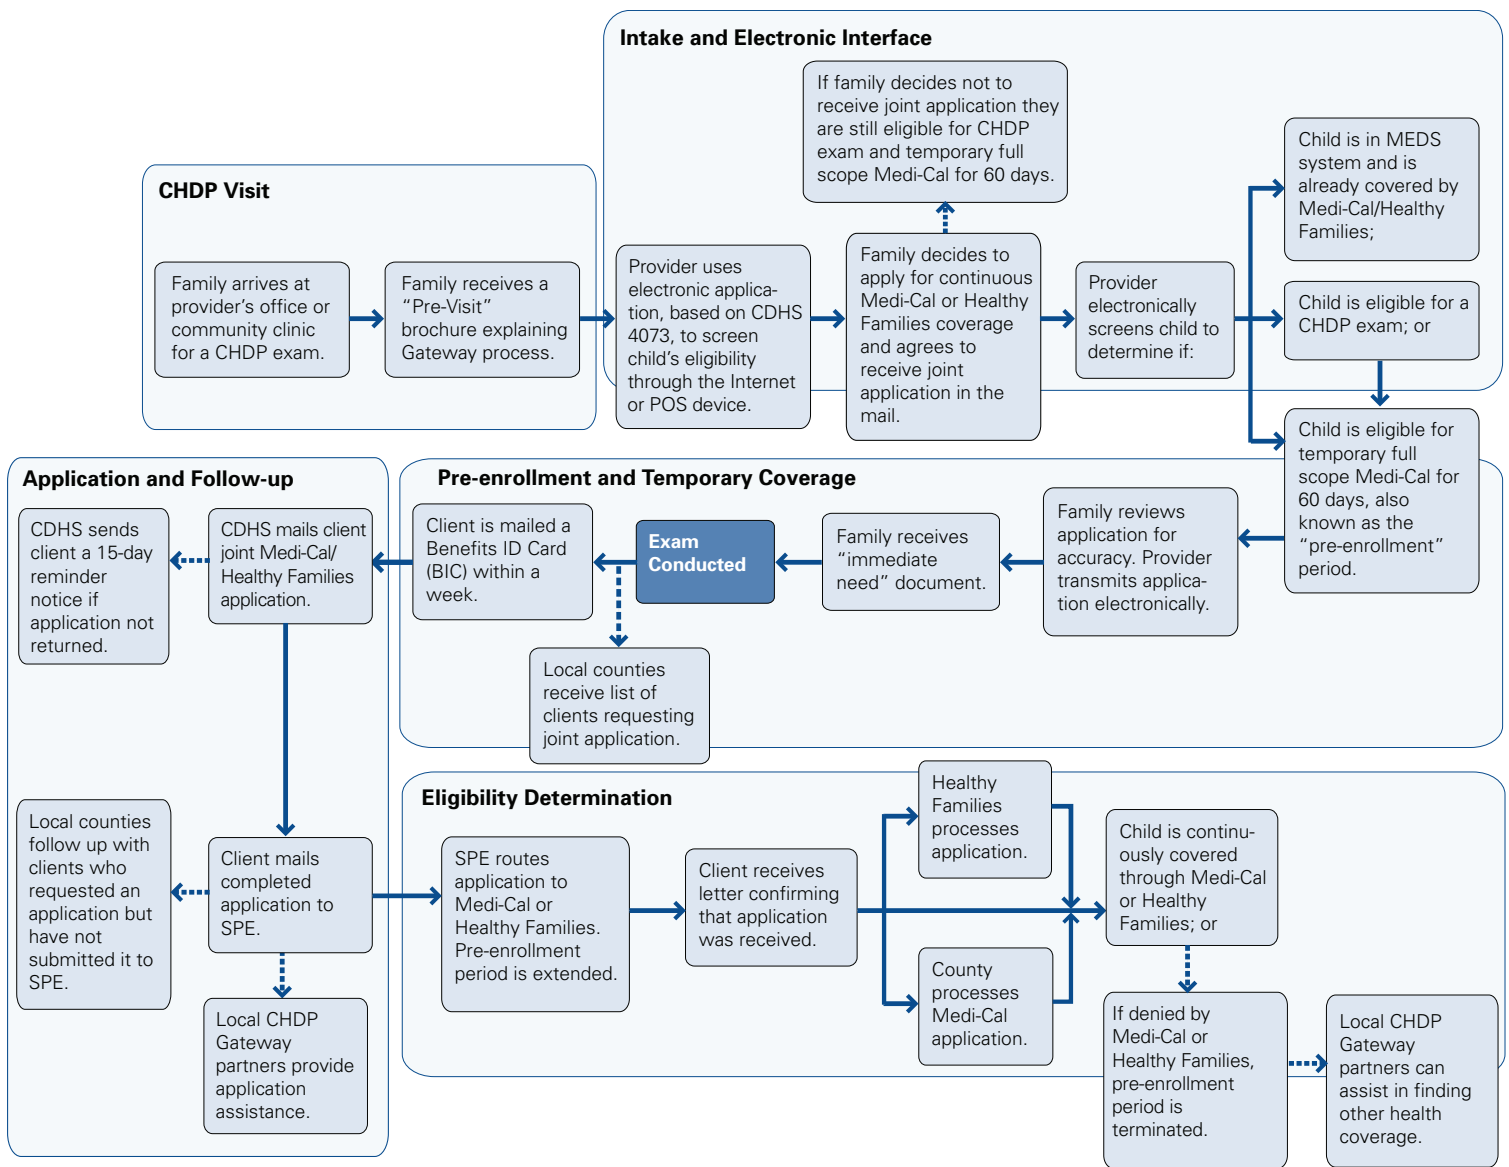 Intake and Electronic Interface
If family decides not to
receive joint application they
are still eligible for CHDP
exam and temporary full
scope Medi-Cal for 60 days.
Child is in MEDS
system and is
already covered by
Medi-Cal/Healthy
Families;
CHDP Visit
Family arrives at
provider’s office or
community clinic
for a CHDP exam.
Family receives a
“Pre-Visit”
brochure explaining
Gateway process.
Provider uses
electronic applica-
tion, based on CDHS
4073, to screen
child’s eligibility
through the Internet
or POS device.
Family decides to
apply for continuous
Medi-Cal or Healthy
Families coverage
and agrees to
receive joint
application in the
mail.
Provider
electronically
screens child to
determine if:
Child is eligible for a
CHDP exam; or
Child is eligible for
temporary full
scope Medi-Cal for
60 days, also
known as the
“pre-enrollment”
period.
Pre-enrollment and Temporary Coverage
Family reviews
application for
accuracy. Provider
transmits applica-
tion electronically.
Family receives
“immediate
need” document.
Exam
Conducted
Client is mailed a
Benefits ID Card
(BIC) within a
week.
Local counties
receive list of
clients requesting
joint application.
Application and Follow-up
CDHS mails client
joint Medi-Cal/
Healthy Families
application.
CDHS sends
client a 15-day
reminder
notice if
application not
returned.
Client mails
completed
application to
SPE.
Local counties
follow up with
clients who
requested an
application but
have not
submitted it to
SPE.
Local CHDP
Gateway
partners provide
application
assistance.
Eligibility Determination
SPE routes
application to
Medi-Cal or
Healthy Families.
Pre-enrollment
period is extended.
Client receives
letter confirming
that application
was received.
Healthy
Families
processes
application.
County
processes
Medi-Cal
application.
Child is continu-
ously covered
through Medi-Cal
or Healthy
Families; or
If denied by
Medi-Cal or
Healthy Families,
pre-enrollment
period is
terminated.
Local CHDP
Gateway
partners can
assist in finding
other health
coverage.